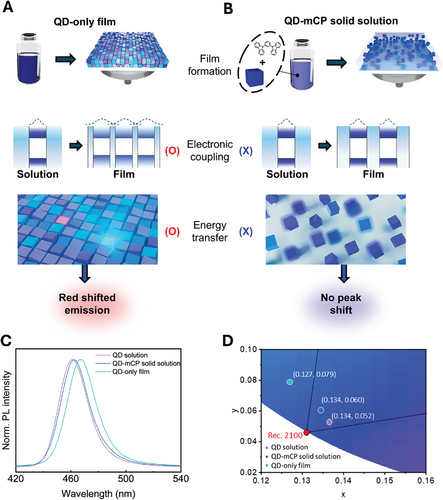 A
QD-only film
B
QD-mCP solid solution
Film
formation
+
Solution
Film
(O)
Electronic
coupling
(X)
Solution
Film
(O)
Energy
transfer
(X)
Red shifted
emission
No peak
shift
C
Norm. PL intensity
QD solution
QD-mCP solid solution
QD-only film
420
450
480
510
540
Wavelength (nm)
D
y
0.10
0.08
0.06
0.04
0.02
0.00
(0.127, 0.079)
(0.134, 0.060)
(0.134, 0.052)
Rec. 2100
QD solution
QD-mCP solid solution
QD-only film
0.12
0.13
0.14
0.15
0.16
x